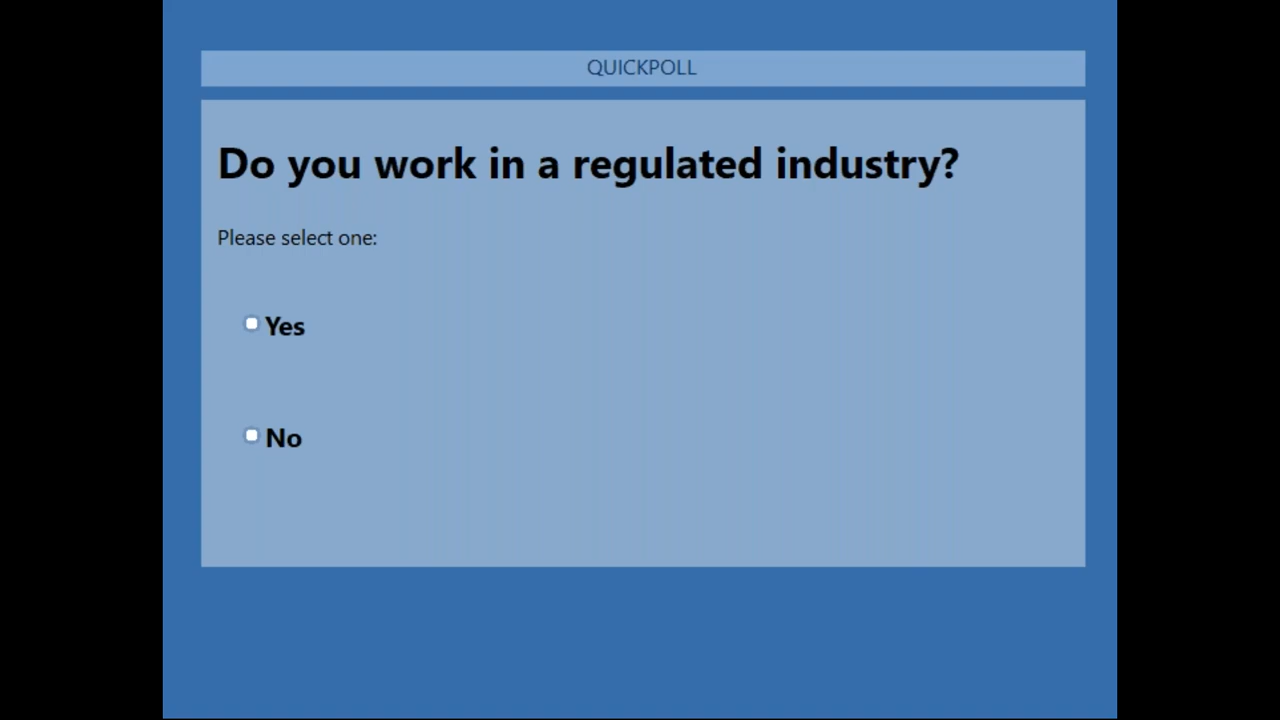 QUICKPOLL
Do you work in a regulated industry?
Please select one:
Yes
No